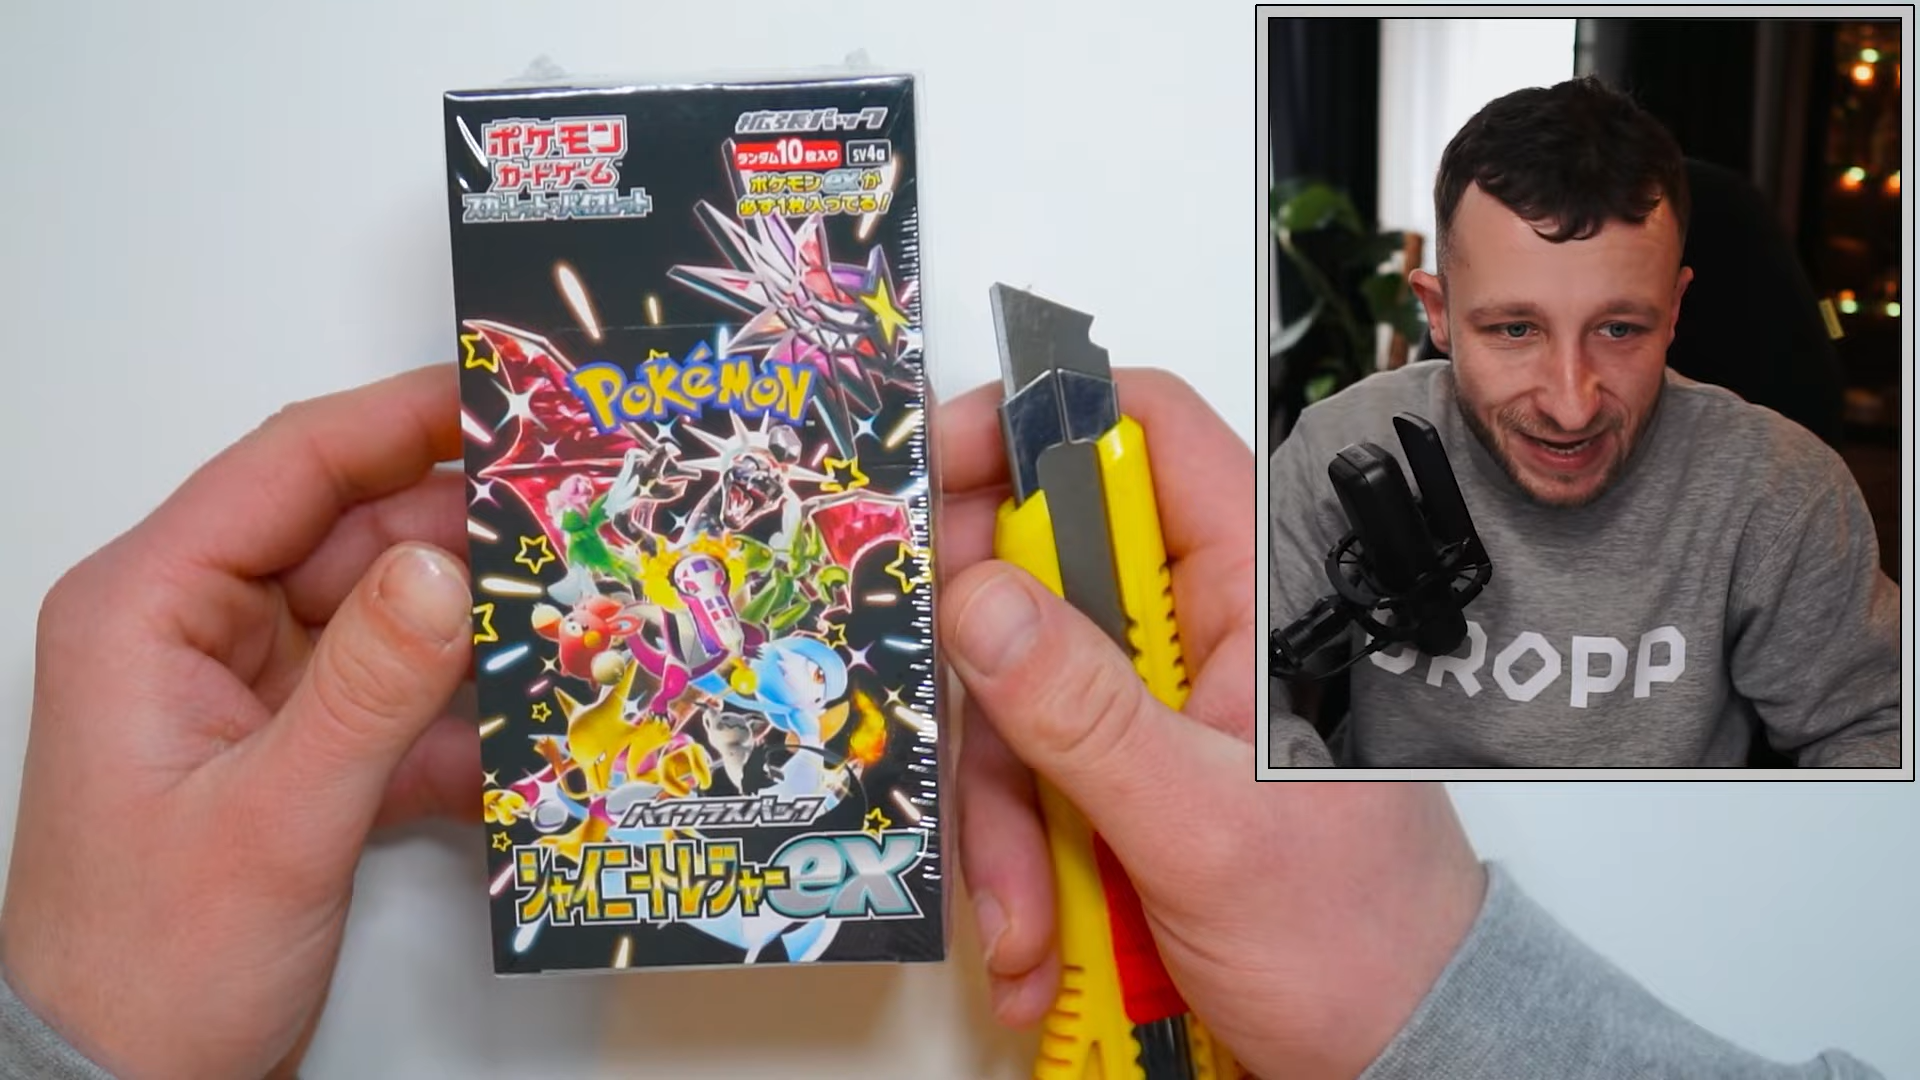 ポケモン
カードゲーム
スカーレット&バイオレット
拡張パック
ランダム10枚入り SV4a
ポケモンexが
必ず1枚入ってる!
POKéMON
ハイクラスパック
シャイニートレジャーex
DROPP